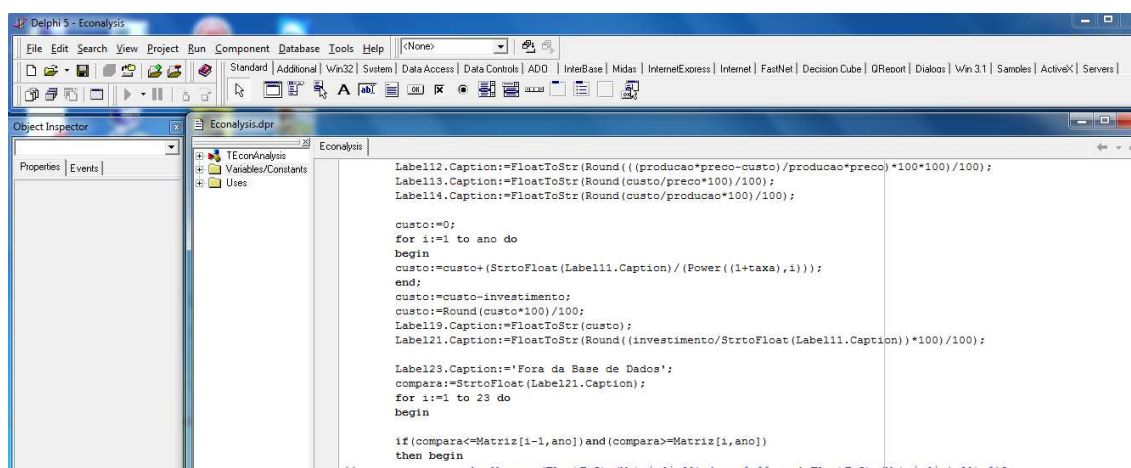 Delphi 5 - Econalysis
File Edit Search View Project Run Component Database Tools Help <None>
Standard Additional Win32 System Data Access Data Controls ADO InterBase Midas InternetExpress Internet FastNet Decision Cube QReport Dialogs Win 3.1 Samples ActiveX Servers
Object Inspector
Properties Events
Econalysis.dpr
TEconAnalysis
Variables/Constants
Uses
Econalysis
Label12.Caption:=FloatToStr(Round(((producao*preco-custo)/producao*preco)*100*100)/100);
Label13.Caption:=FloatToStr(Round(custo/preco*100)/100);
Label14.Caption:=FloatToStr(Round(custo/producao*100)/100);
custo:=0;
for i:=1 to ano do
begin
custo:=custo+(StrtoFloat(Label11.Caption)/(Power((1+taxa),i)));
end;
custo:=custo-investimento;
custo:=Round(custo*100)/100;
Label19.Caption:=FloatToStr(custo);
Label21.Caption:=FloatToStr(Round((investimento/StrtoFloat(Label11.Caption))*100)/100);
Label23.Caption:='Fora da Base de Dados';
compara:=StrtoFloat(Label21.Caption);
for i:=1 to 23 do
begin
if(compara<=Matriz[i-1,ano])and(compara>=Matriz[i,ano])
then begin